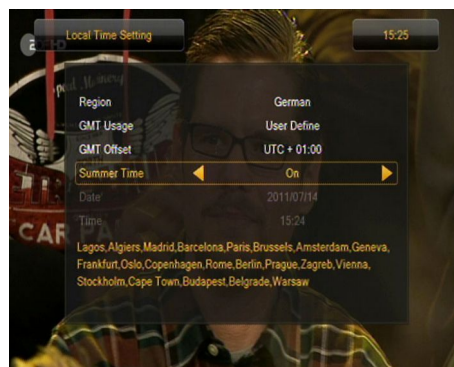 Local Time Setting
15:25
HD
Region German
GMT Usage User Define
GMT Offset UTC + 01:00
Summer Time On
Date 2011/07/14
Time 15:24
Lagos,Algiers,Madrid,Barcelona,Paris,Brussels,Amsterdam,Geneva,
Frankfurt,Oslo,Copenhagen,Rome,Berlin,Prague,Zagreb,Vienna,
Stockholm,Cape Town,Budapest,Belgrade,Warsaw